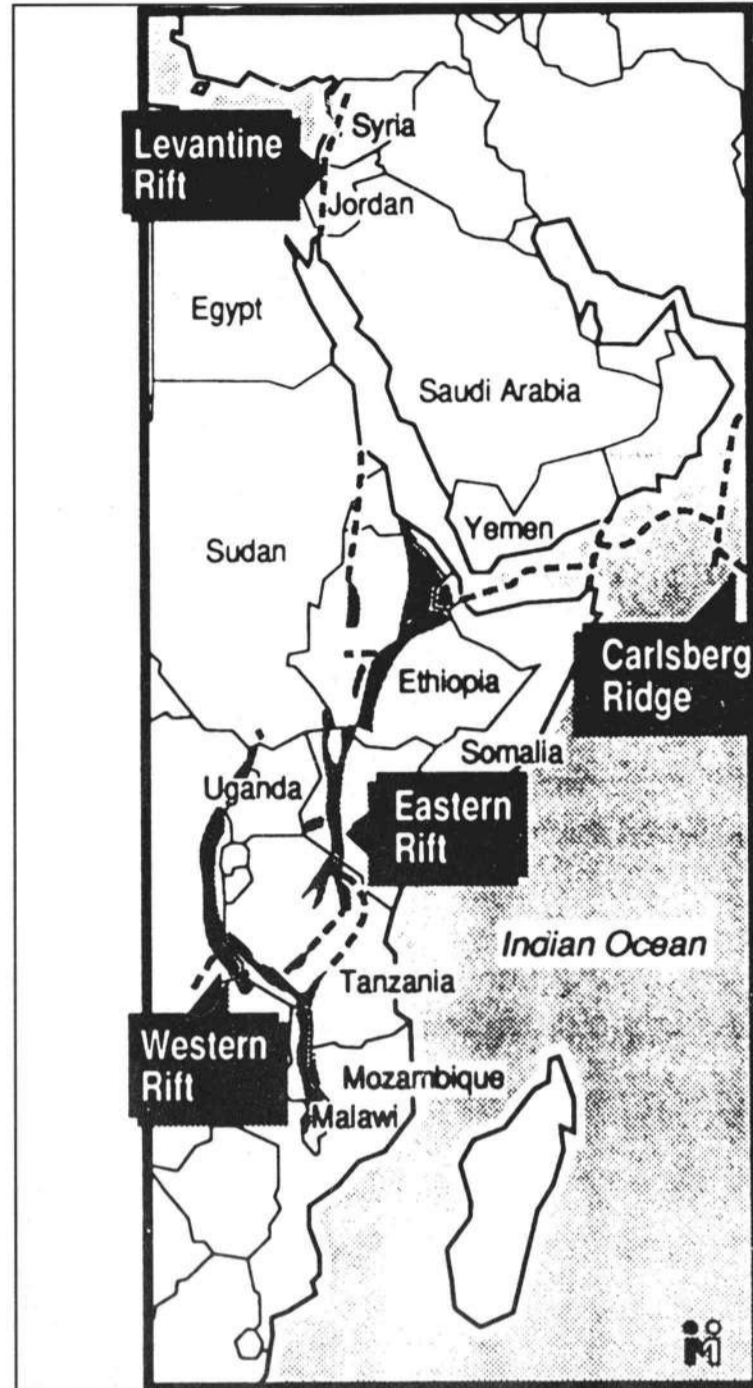 Levantine
Rift
Syria
Jordan
Egypt
Saudi Arabia
Yemen
Sudan
Carlsberg
Ridge
Ethiopia
Somalia
Uganda
Eastern
Rift
Indian Ocean
Tanzania
Western
Rift
Mozambique
Malawi